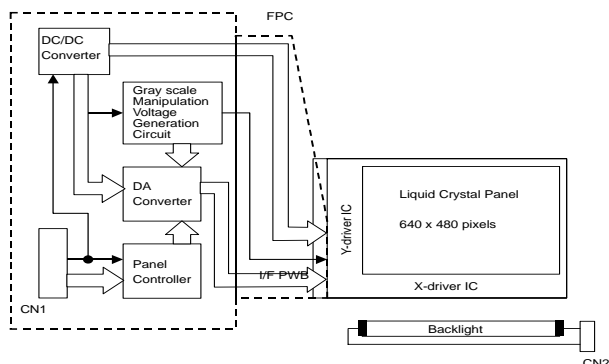 FPC
DC/DC
Converter
Gray scale
Manipulation
Voltage
Generation
Circuit
DA
Converter
Panel
Controller
CN1
I/F PWB
Y-driver IC
Liquid Crystal Panel
640 x 480 pixels
X-driver IC
Backlight
CN2